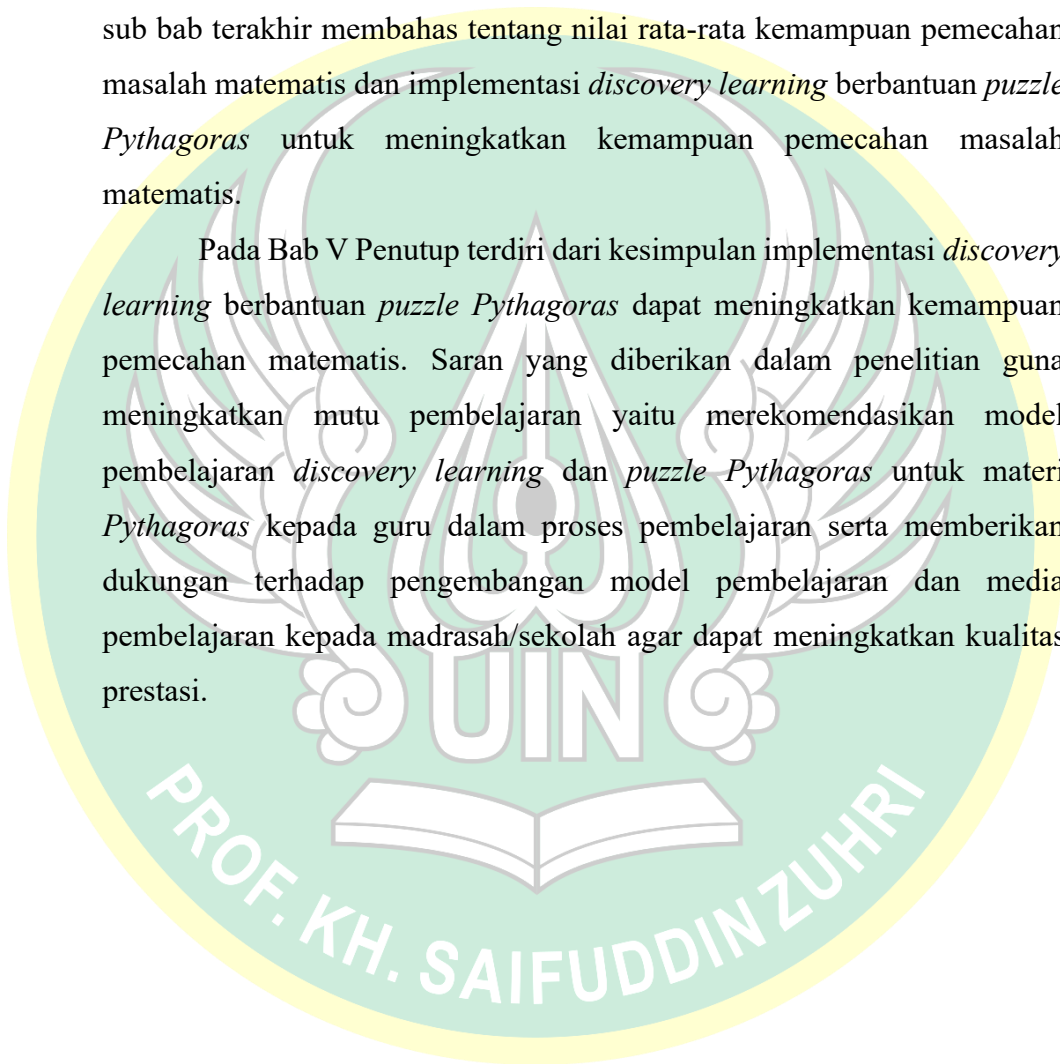 sub bab terakhir membahas tentang nilai rata-rata kemampuan pemecahan
masalah matematis dan implementasi discovery learning berbantuan puzzle
Pythagoras untuk meningkatkan kemampuan pemecahan masalah
matematis.
Pada Bab V Penutup terdiri dari kesimpulan implementasi discovery
learning berbantuan puzzle Pythagoras dapat meningkatkan kemampuan
pemecahan matematis. Saran yang diberikan dalam penelitian guna
meningkatkan mutu pembelajaran yaitu merekomendasikan model
pembelajaran discovery learning dan puzzle Pythagoras untuk materi
Pythagoras kepada guru dalam proses pembelajaran serta memberikan
dukungan terhadap pengembangan model pembelajaran dan media
pembelajaran kepada madrasah/sekolah agar dapat meningkatkan kualitas
prestasi.
UIN
PROF. KH. SAIFUDDIN ZUHRI